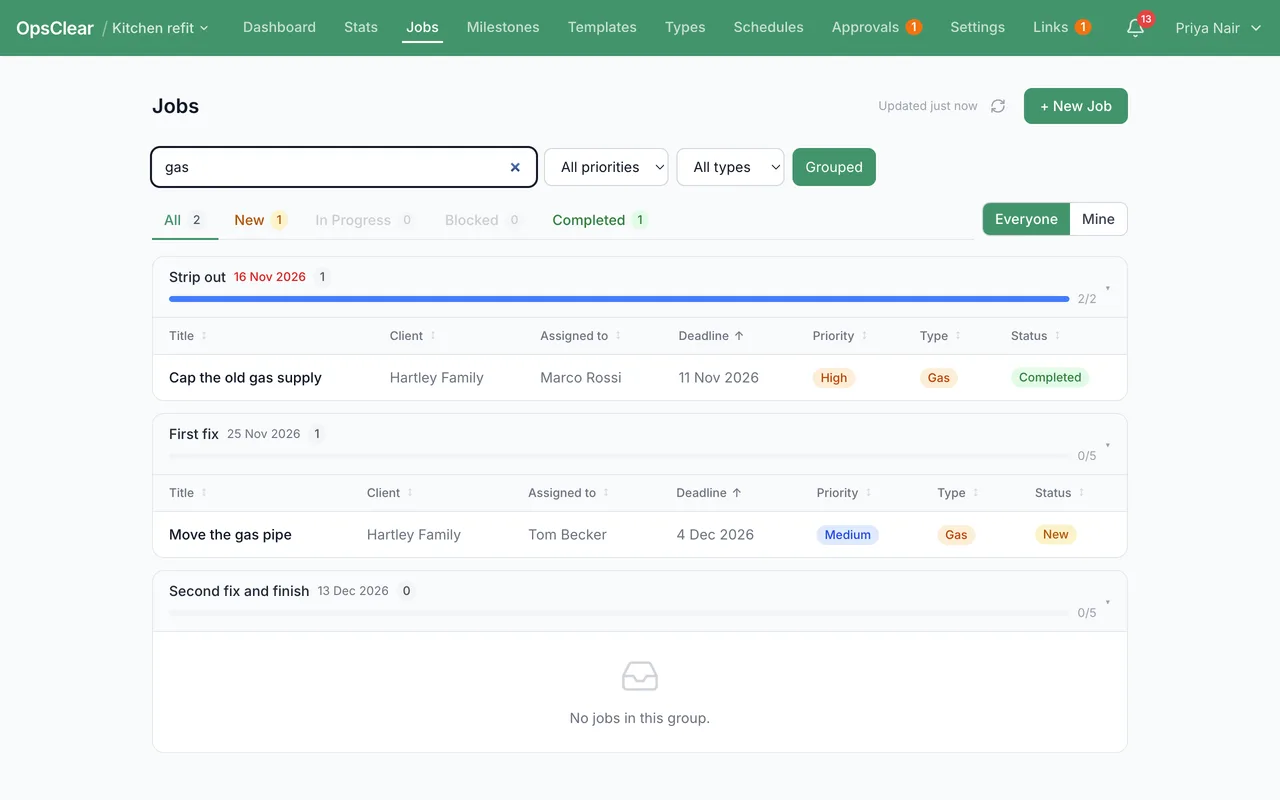 OpsClear / Kitchen refit Dashboard Stats Jobs Milestones Templates Types Schedules Approvals 1 Settings Links 1 13 Priya Nair
Jobs Updated just now + New Job
gas All priorities All types Grouped
All 2 New 1 In Progress 0 Blocked 0 Completed 1 Everyone Mine
Strip out 16 Nov 2026 1
2/2
Title Client Assigned to Deadline Priority Type Status
Cap the old gas supply Hartley Family Marco Rossi 11 Nov 2026 High Gas Completed
First fix 25 Nov 2026 1
0/5
Title Client Assigned to Deadline Priority Type Status
Move the gas pipe Hartley Family Tom Becker 4 Dec 2026 Medium Gas New
Second fix and finish 13 Dec 2026 0
0/5
No jobs in this group.